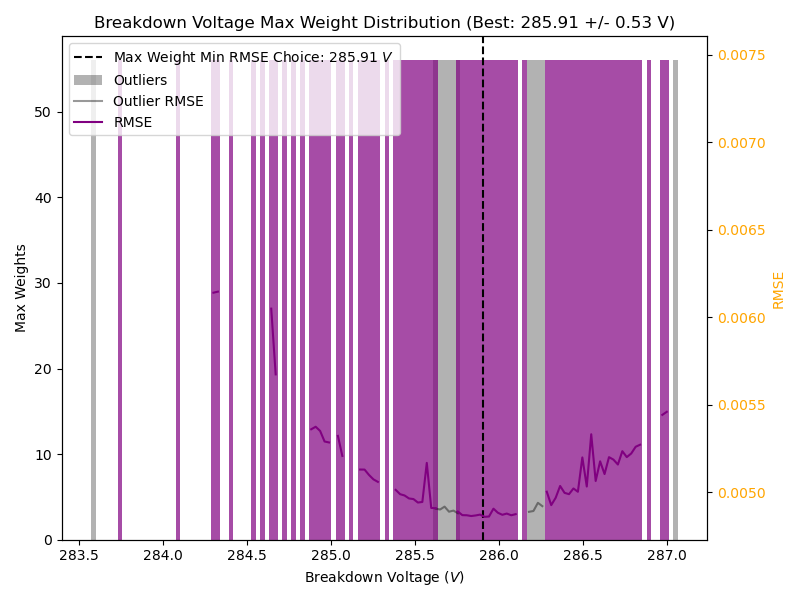 Breakdown Voltage Max Weight Distribution (Best: 285.91 +/- 0.53 V)
Max Weight Min RMSE Choice: 285.91 V
Outliers
Outlier RMSE
RMSE
Max Weights
50
40
30
20
10
0
0.0075
0.0070
0.0065
0.0060
0.0055
0.0050
RMSE
283.5 284.0 284.5 285.0 285.5 286.0 286.5 287.0
Breakdown Voltage (V)